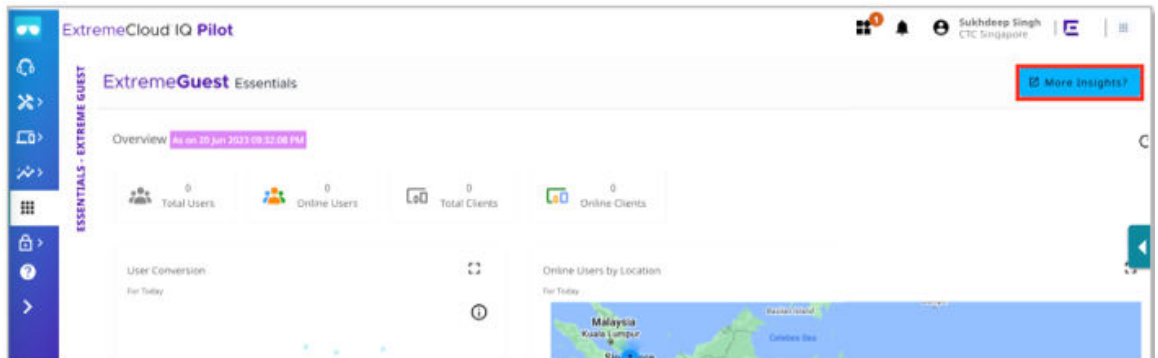 ExtremeCloud IQ Pilot
1
Sukhdeep Singh
CTC Singapore
ESSENTIALS - EXTREME GUEST
ExtremeGuest Essentials
More Insights?
Overview As on 20 Jun 2023 09:32:08 PM
0
Total Users
0
Online Users
0
Total Clients
0
Online Clients
User Conversion
For Today
Online Users by Location
For Today
Malaysia
Kuala Lumpur
Celebes Sea